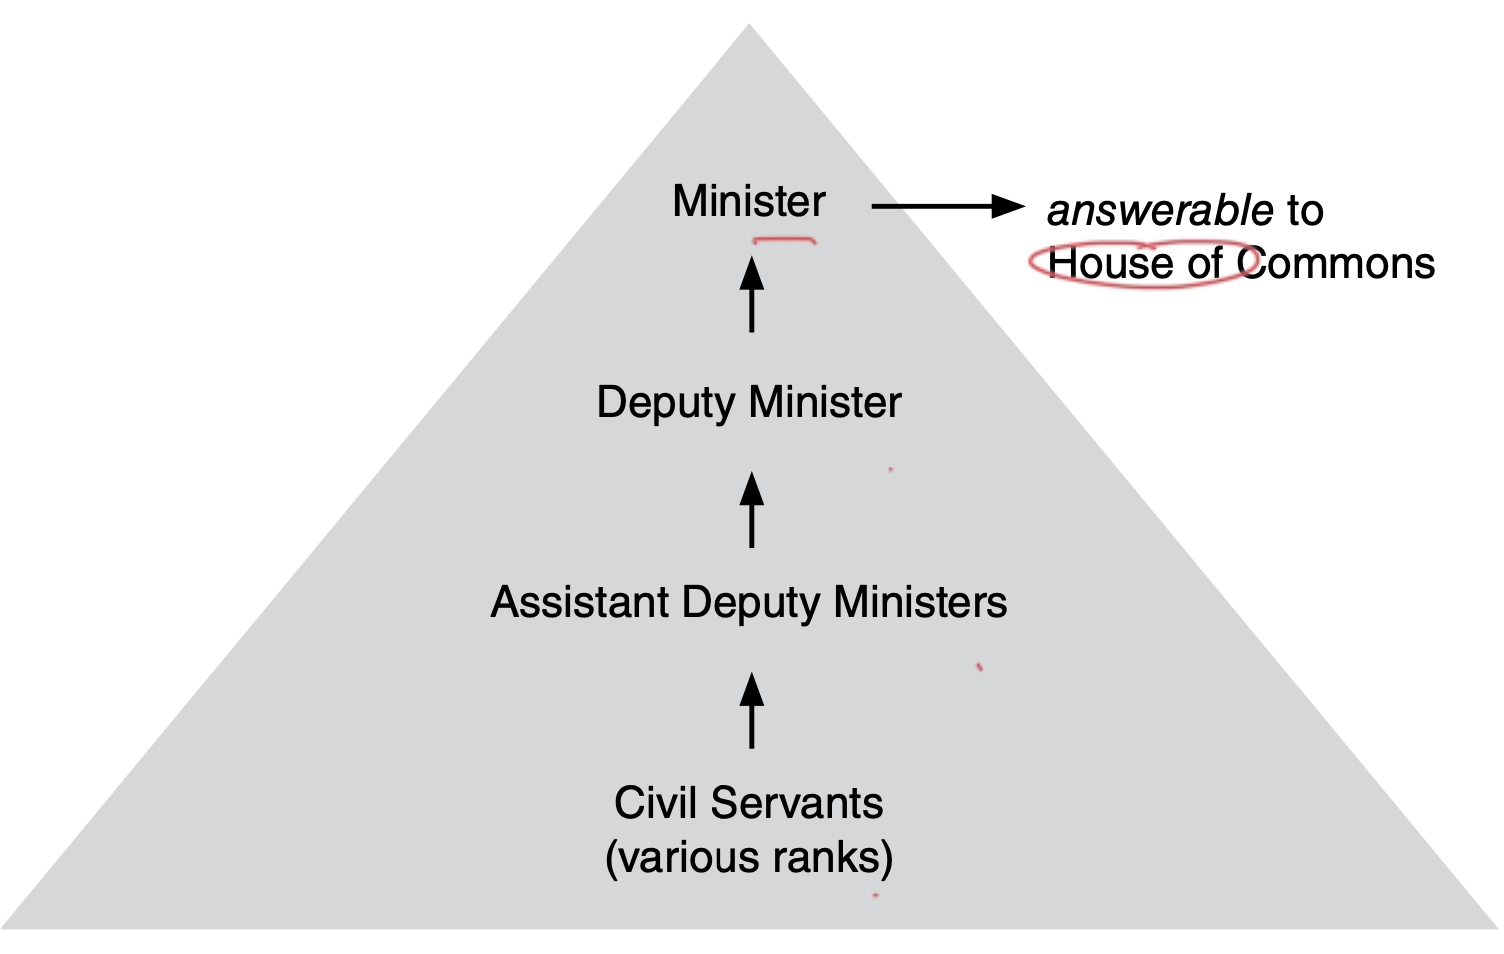 Minister
answerable to
House of Commons
Deputy Minister
Assistant Deputy Ministers
Civil Servants
(various ranks)